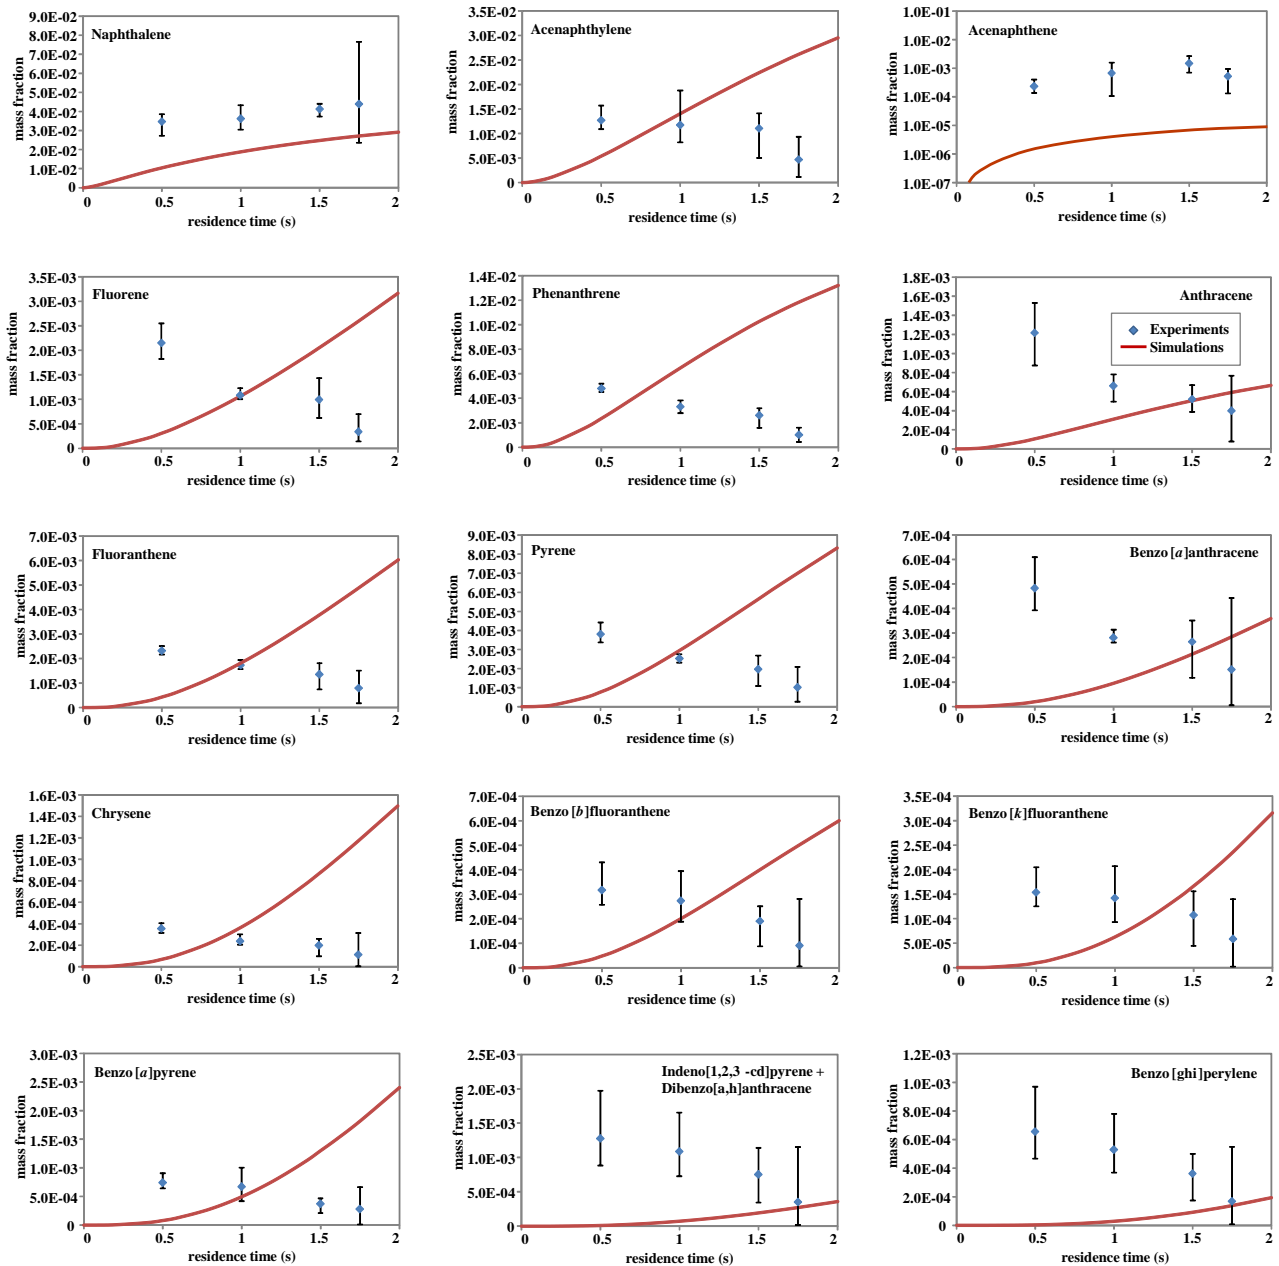 Naphthalene
mass fraction
9.0E-02
8.0E-02
7.0E-02
6.0E-02
5.0E-02
4.0E-02
3.0E-02
2.0E-02
1.0E-02
0
0 0.5 1 1.5 2
residence time (s)
Acenaphthylene
mass fraction
3.5E-02
3.0E-02
2.5E-02
2.0E-02
1.5E-02
1.0E-02
5.0E-03
0
0 0.5 1 1.5 2
residence time (s)
Acenaphthene
mass fraction
1.0E-01
1.0E-02
1.0E-03
1.0E-04
1.0E-05
1.0E-06
1.0E-07
0 0.5 1 1.5 2
residence time (s)
Fluorene
mass fraction
3.5E-03
3.0E-03
2.5E-03
2.0E-03
1.5E-03
1.0E-03
5.0E-04
0
0 0.5 1 1.5 2
residence time (s)
Phenanthrene
mass fraction
1.4E-02
1.2E-02
1.0E-02
8.0E-03
6.0E-03
4.0E-03
2.0E-03
0
0 0.5 1 1.5 2
residence time (s)
Anthracene
Experiments
Simulations
mass fraction
1.8E-03
1.6E-03
1.4E-03
1.2E-03
1.0E-03
8.0E-04
6.0E-04
4.0E-04
2.0E-04
0
0 0.5 1 1.5 2
residence time (s)
Fluoranthene
mass fraction
7.0E-03
6.0E-03
5.0E-03
4.0E-03
3.0E-03
2.0E-03
1.0E-03
0
0 0.5 1 1.5 2
residence time (s)
Pyrene
mass fraction
9.0E-03
8.0E-03
7.0E-03
6.0E-03
5.0E-03
4.0E-03
3.0E-03
2.0E-03
1.0E-03
0
0 0.5 1 1.5 2
residence time (s)
Benzo[a]anthracene
mass fraction
7.0E-04
6.0E-04
5.0E-04
4.0E-04
3.0E-04
2.0E-04
1.0E-04
0
0 0.5 1 1.5 2
residence time (s)
Chrysene
mass fraction
1.6E-03
1.4E-03
1.2E-03
1.0E-03
8.0E-04
6.0E-04
4.0E-04
2.0E-04
0
0 0.5 1 1.5 2
residence time (s)
Benzo[b]fluoranthene
mass fraction
7.0E-04
6.0E-04
5.0E-04
4.0E-04
3.0E-04
2.0E-04
1.0E-04
0
0 0.5 1 1.5 2
residence time (s)
Benzo[k]fluoranthene
mass fraction
3.5E-04
3.0E-04
2.5E-04
2.0E-04
1.5E-04
1.0E-04
5.0E-05
0
0 0.5 1 1.5 2
residence time (s)
Benzo[a]pyrene
mass fraction
3.0E-03
2.5E-03
2.0E-03
1.5E-03
1.0E-03
5.0E-04
0
0 0.5 1 1.5 2
residence time (s)
Indeno[1,2,3 -cd]pyrene +
Dibenzo[a,h]anthracene
mass fraction
2.5E-03
2.0E-03
1.5E-03
1.0E-03
5.0E-04
0
0 0.5 1 1.5 2
residence time (s)
Benzo[ghi]perylene
mass fraction
1.2E-03
1.0E-03
8.0E-04
6.0E-04
4.0E-04
2.0E-04
0
0 0.5 1 1.5 2
residence time (s)